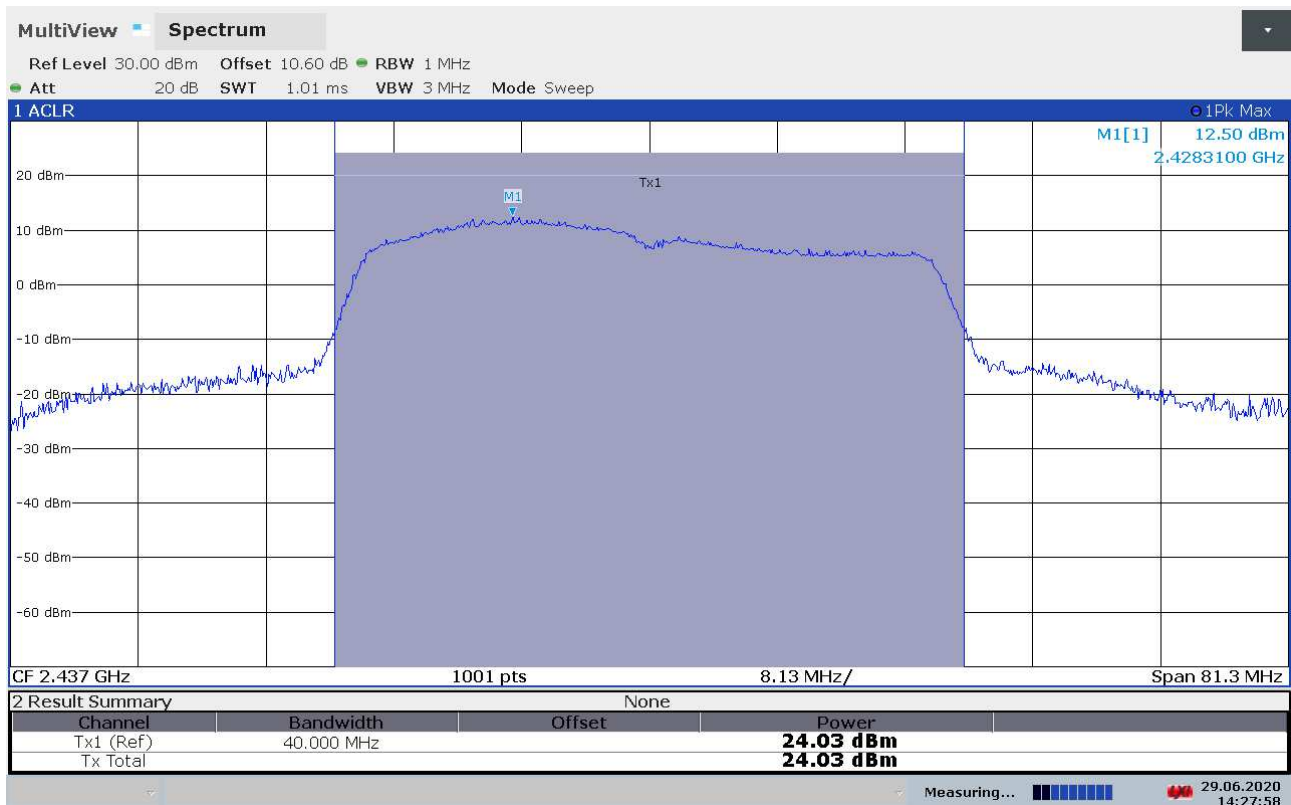 MultiView Spectrum
Ref Level 30.00 dBm Offset 10.60 dB RBW 1 MHz
Att 20 dB SWT 1.01 ms VBW 3 MHz Mode Sweep
1 ACLR 1Pk Max
M1[1] 12.50 dBm
2.4283100 GHz
20 dBm
Tx1
M1
10 dBm
0 dBm
-10 dBm
-20 dBm
-30 dBm
-40 dBm
-50 dBm
-60 dBm
CF 2.437 GHz 1001 pts 8.13 MHz/ Span 81.3 MHz
2 Result Summary None
Channel Bandwidth Offset Power
Tx1 (Ref) 40.000 MHz 24.03 dBm
Tx Total 24.03 dBm
Measuring... 29.06.2020
14:27:58